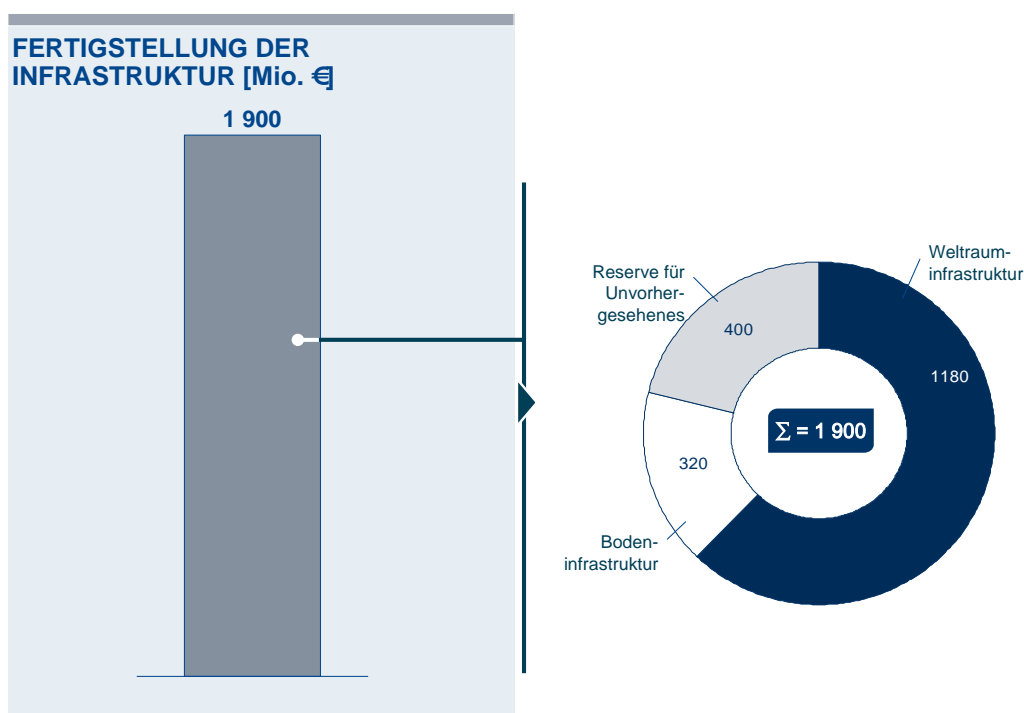 FERTIGSTELLUNG DER
INFRASTRUKTUR [Mio. €]
1 900
Weltraum-
infrastruktur
Reserve für
Unvorher-
gesehenes
400
1180
Σ = 1 900
320
Boden-
infrastruktur